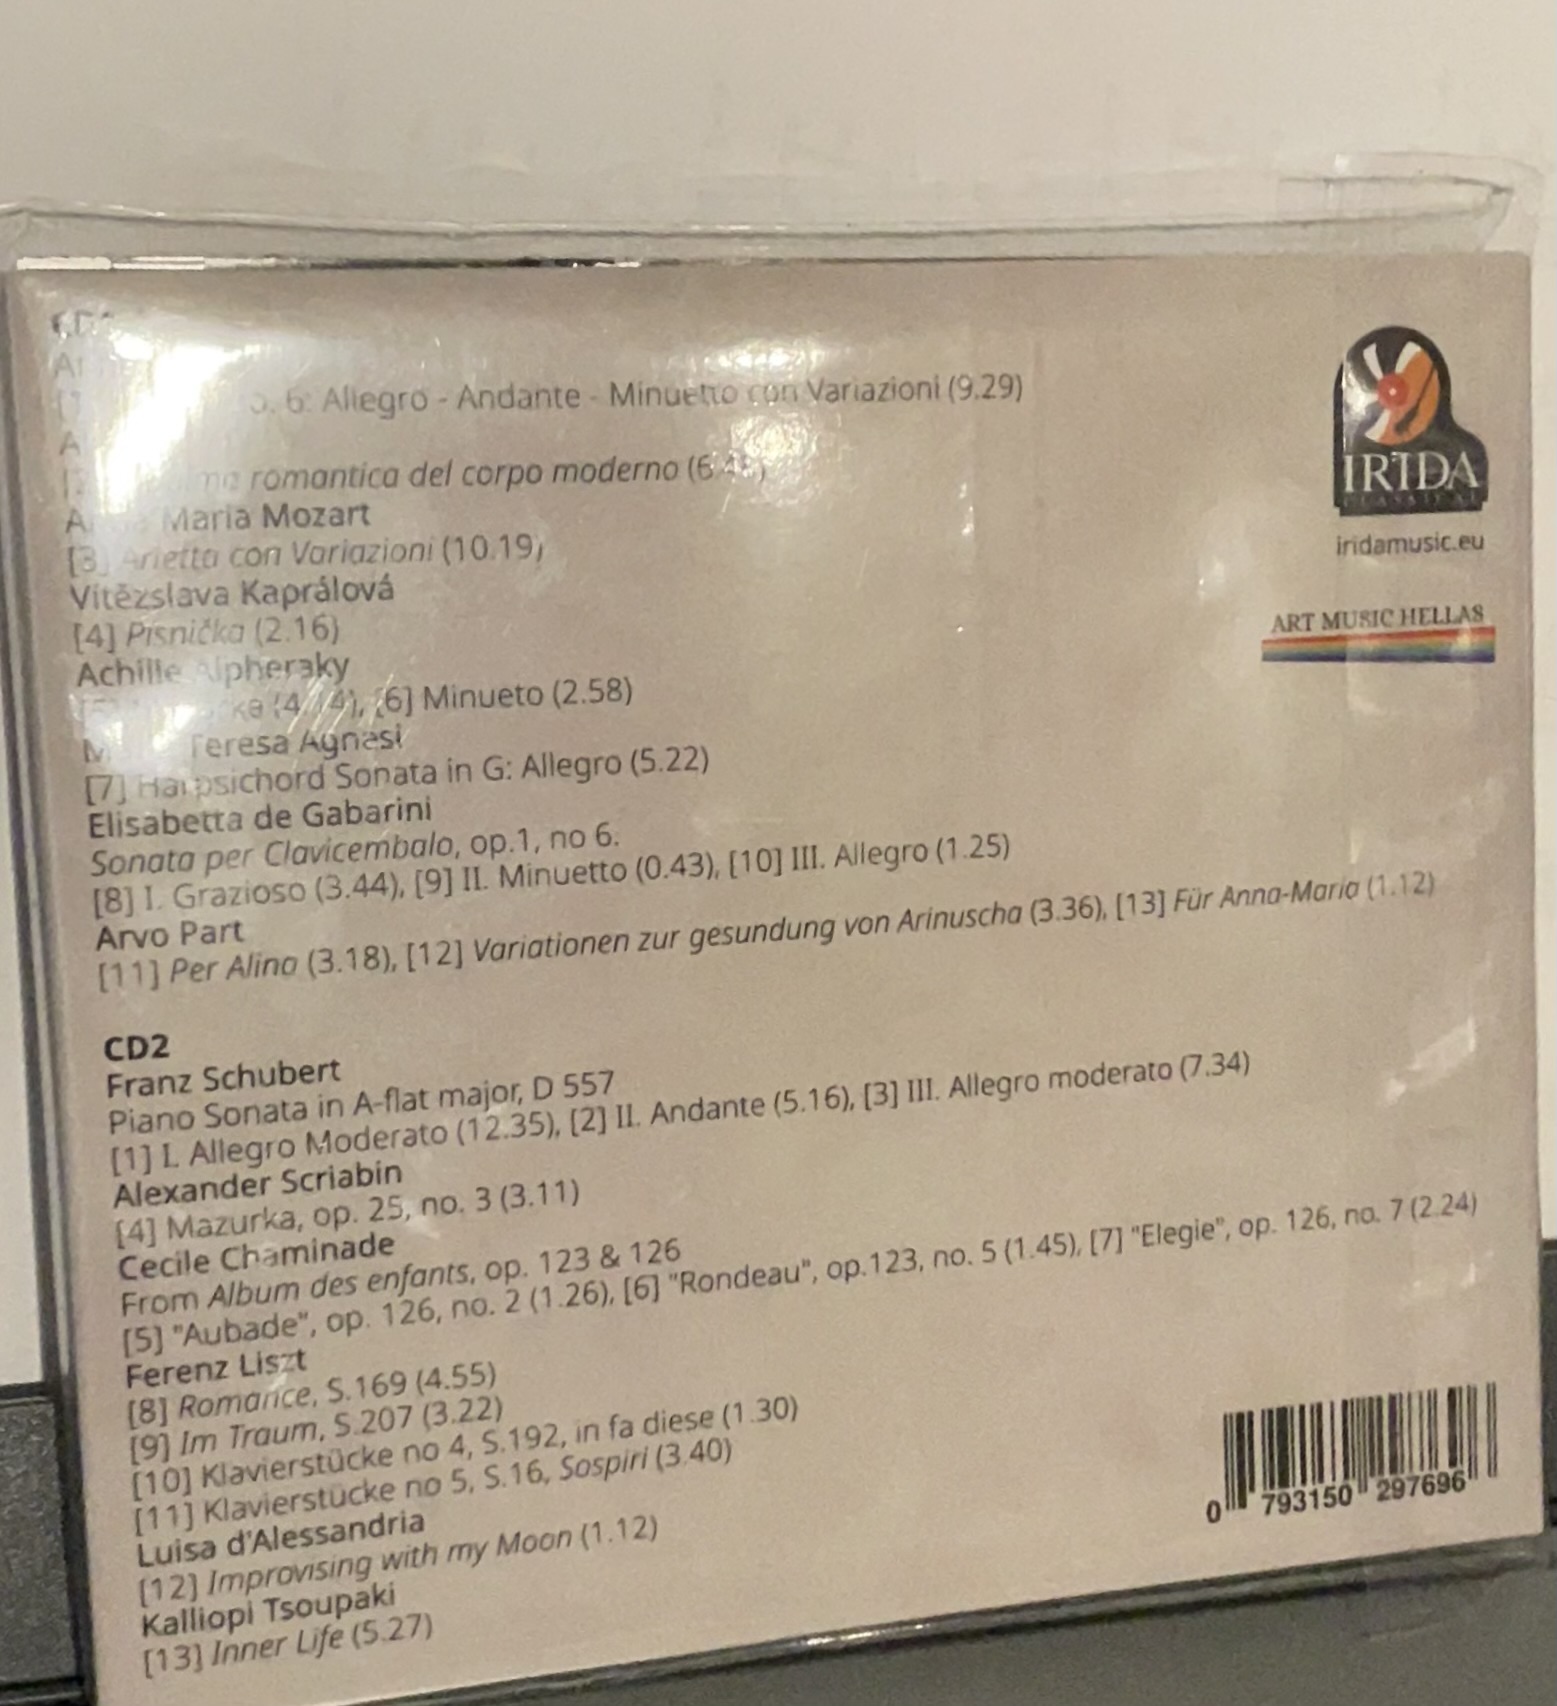 6: Allegro - Andante - Minuetto con Variazioni (9.29)
romantica del corpo moderno
Maria Mozart
[3] Arietta con Variazioni (10.19)
Vitězslava Kaprálová
[4] Pisnička (2.16)
Achille Alpheraky
[6] Minueto (2.58)
Teresa Agnesi
[7] Harpsichord Sonata in G: Allegro (5.22)
Elisabetta de Gabarini
Sonata per Clavicembalo, op.1, no 6.
[8] I. Grazioso (3.44), [9] II. Minuetto (0.43), [10] III. Allegro (1.25)
Arvo Part
[11] Per Alina (3.18), [12] Variationen zur gesundung von Arinuscha (3.36), [13] Für Anna-Maria (1.12)
CD2
Franz Schubert
Piano Sonata in A-flat major, D 557
[1] I. Allegro Moderato (12.35), [2] II. Andante (5.16), [3] III. Allegro moderato (7.34)
Alexander Scriabin
[4] Mazurka, op. 25, no. 3 (3.11)
Cecile Chaminade
From Album des enfants, op. 123 & 126
[5] "Aubade", op. 126, no. 2 (1.26), [6] "Rondeau", op.123, no. 5 (1.45), [7] "Elegie", op. 126, no. 7 (2.24)
Ferenz Liszt
[8] Romance, S.169 (4.55)
[9] Im Traum, S.207 (3.22)
[10] Klavierstücke no 4, S.192, in fa diese (1.30)
[11] Klavierstücke no 5, S.16, Sospiri (3.40)
Luisa d'Alessandria
[12] Improvising with my Moon (1.12)
Kalliopi Tsoupaki
[13] Inner Life (5.27)
IRIDA
CLASSICAL
iridamusic.eu
ART MUSIC HELLAS
0 793150 297696